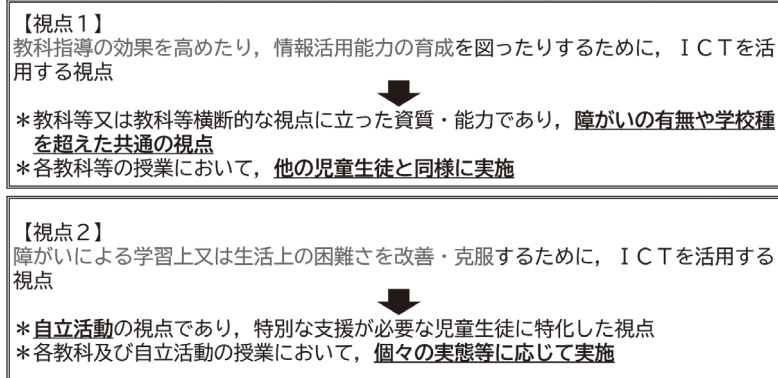 【視点１】
教科指導の効果を高めたり，情報活用能力の育成を図ったりするために，ＩＣＴを活
用する視点
＊教科等又は教科等横断的な視点に立った資質・能力であり，障がいの有無や学校種
を超えた共通の視点
＊各教科等の授業において，他の児童生徒と同様に実施
【視点２】
障がいによる学習上又は生活上の困難さを改善・克服するために，ＩＣＴを活用する
視点
＊自立活動の視点であり，特別な支援が必要な児童生徒に特化した視点
＊各教科及び自立活動の授業において，個々の実態等に応じて実施